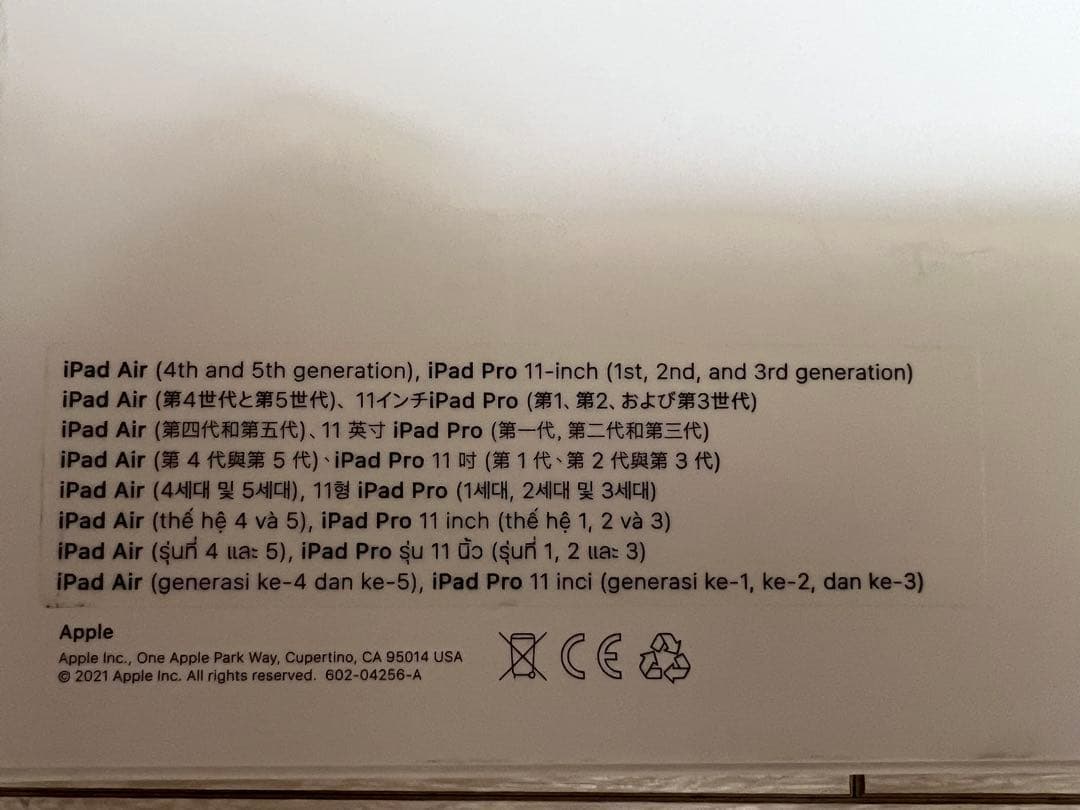 iPad Air (4th and 5th generation), iPad Pro 11-inch (1st, 2nd, and 3rd generation)
iPad Air (第4世代と第5世代)、11インチiPad Pro (第1、第2、および第3世代)
iPad Air (第四代和第五代)、11 英寸 iPad Pro (第一代, 第二代和第三代)
iPad Air (第 4 代與第 5 代)、iPad Pro 11 吋 (第 1 代、第 2 代與第 3 代)
iPad Air (4세대 및 5세대), 11형 iPad Pro (1세대, 2세대 및 3세대)
iPad Air (thế hệ 4 và 5), iPad Pro 11 inch (thế hệ 1, 2 và 3)
iPad Air (รุ่นที่ 4 และ 5), iPad Pro รุ่น 11 นิ้ว (รุ่นที่ 1, 2 และ 3)
iPad Air (generasi ke-4 dan ke-5), iPad Pro 11 inci (generasi ke-1, ke-2, dan ke-3)
Apple
Apple Inc., One Apple Park Way, Cupertino, CA 95014 USA
© 2021 Apple Inc. All rights reserved. 602-04256-A
CE